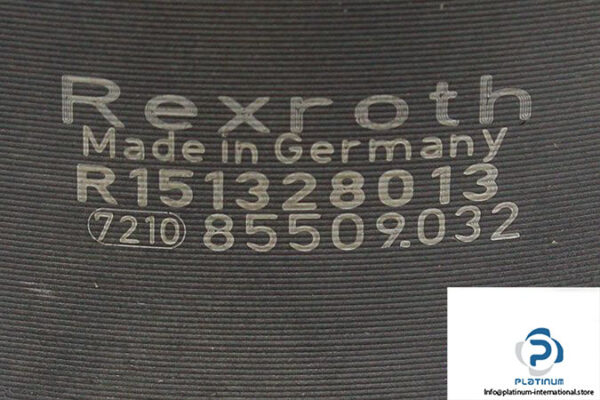 Rexroth
Made in Germany
R151328013
7210 85509.032
PLATINUM
Info@platinum-international.store